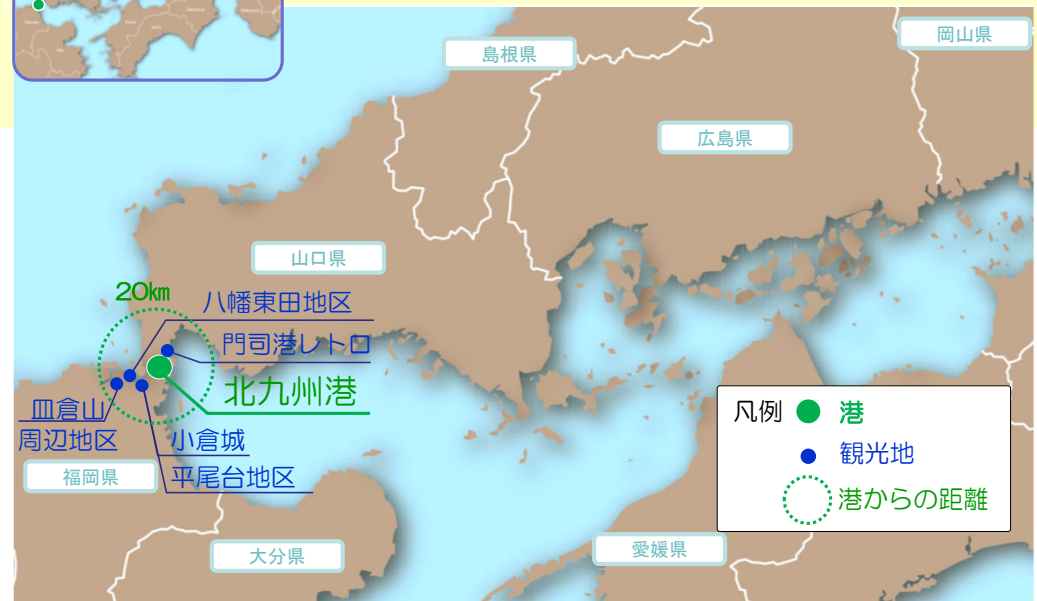 島根県
岡山県
広島県
山口県
20km
八幡東田地区
門司港レトロ
北九州港
皿倉山
周辺地区
小倉城
平尾台地区
福岡県
大分県
愛媛県
凡例
港
観光地
港からの距離